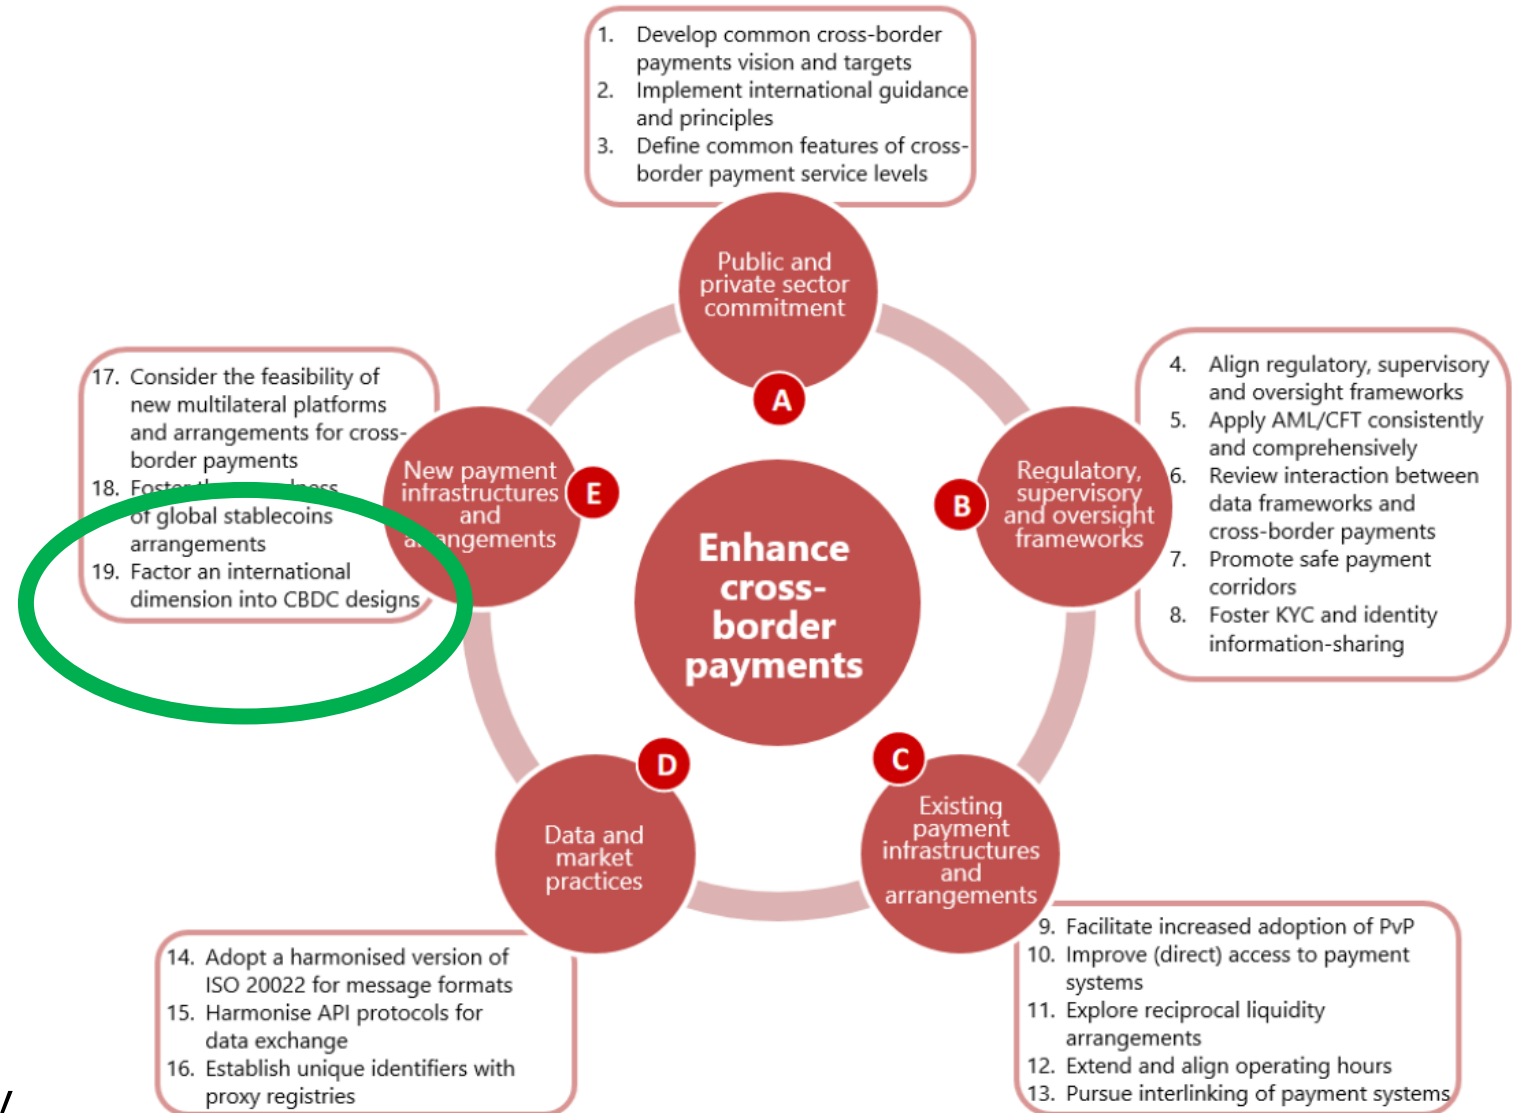 1. Develop common cross-border
payments vision and targets
2. Implement international guidance
and principles
3. Define common features of cross-
border payment service levels
Public and
private sector
commitment
A
17. Consider the feasibility of
new multilateral platforms
and arrangements for cross-
border payments
18. Foster
of global stablecoins
arrangements
19. Factor an international
dimension into CBDC designs
New payment
infrastructures
and
arrangements
E
B
Regulatory,
supervisory
and oversight
frameworks
4. Align regulatory, supervisory
and oversight frameworks
5. Apply AML/CFT consistently
and comprehensively
6. Review interaction between
data frameworks and
cross-border payments
7. Promote safe payment
corridors
8. Foster KYC and identity
information-sharing
Enhance
cross-
border
payments
D
Data and
market
practices
C
Existing
payment
infrastructures
and
arrangements
14. Adopt a harmonised version of
ISO 20022 for message formats
15. Harmonise API protocols for
data exchange
16. Establish unique identifiers with
proxy registries
9. Facilitate increased adoption of PvP
10. Improve (direct) access to payment
systems
11. Explore reciprocal liquidity
arrangements
12. Extend and align operating hours
13. Pursue interlinking of payment systems
/